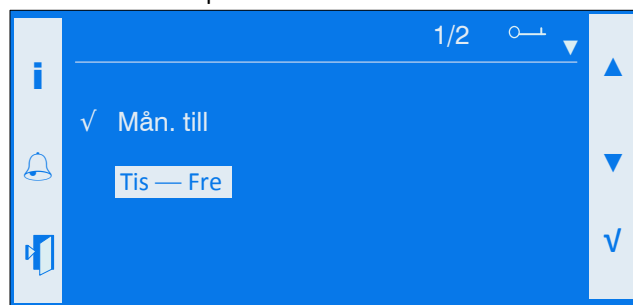 1/2
√ Mån. till
Tis — Fre